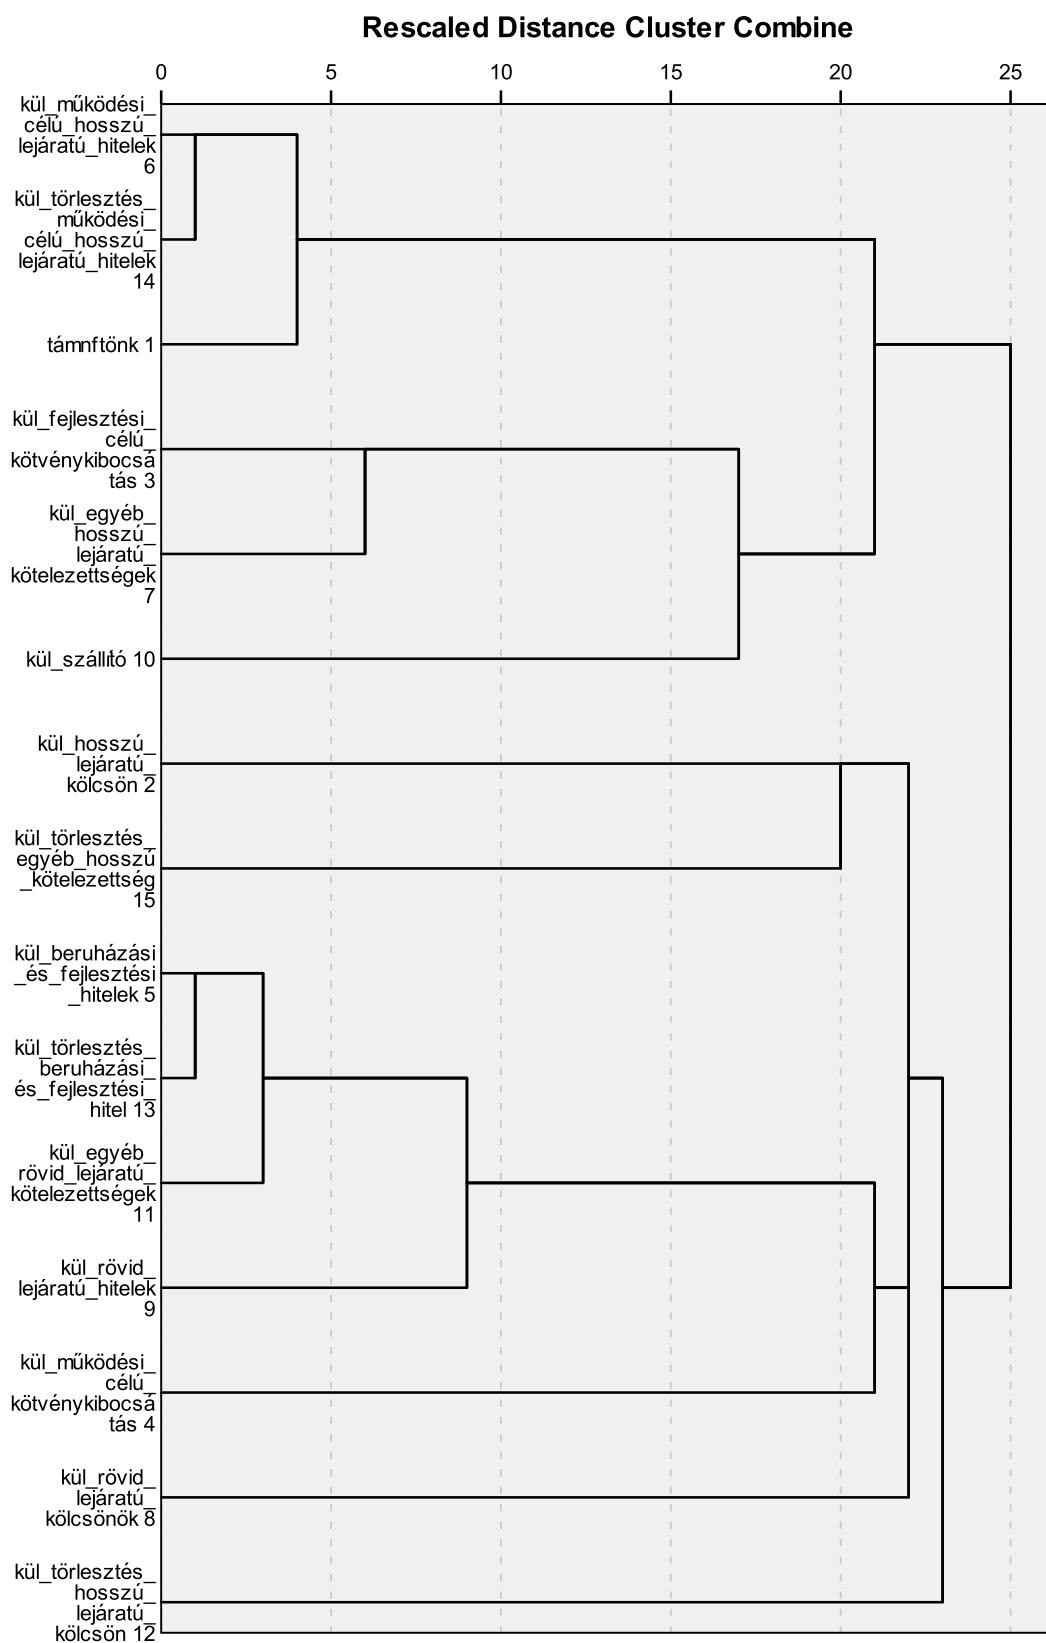 Rescaled Distance Cluster Combine
0 5 10 15 20 25
kül_működési_
célú_hosszú_
lejáratú_hitelek
6
kül_törlesztés_
működési_
célú_hosszú_
lejáratú_hitelek
14
támnftönk 1
kül_fejlesztési_
célú_
kötvénykibocsá
tás 3
kül_egyéb_
hosszú_
lejáratú_
kötelezettségek
7
kül_szállító 10
kül_hosszú_
lejáratú_
kölcsön 2
kül_törlesztés_
egyéb_hosszú
_kötelezettség
15
kül_beruházási
_és_fejlesztési
_hitelek 5
kül_törlesztés_
beruházási_
és_fejlesztési_
hitel 13
kül_egyéb_
rövid_lejáratú_
kötelezettségek
11
kül_rövid_
lejáratú_hitelek
9
kül_működési_
célú_
kötvénykibocsá
tás 4
kül_rövid_
lejáratú_
kölcsönök 8
kül_törlesztés_
hosszú_
lejáratú_
kölcsön 12